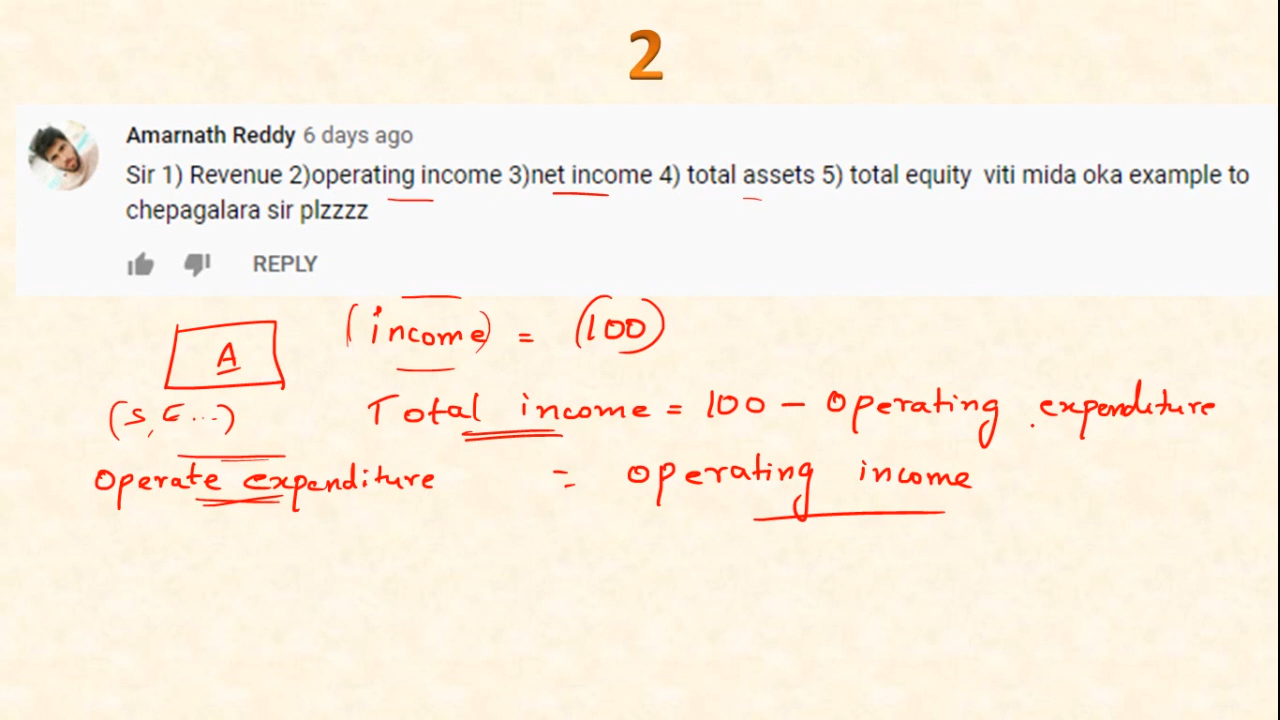 2
Amarnath Reddy 6 days ago
Sir 1) Revenue 2)operating income 3)net income 4) total assets 5) total equity viti mida oka example to
chepagalara sir plzzzz
REPLY
(income) = (100)
A
(S, E ...)
Total income = 100 - operating expenditure
operate expenditure = operating income